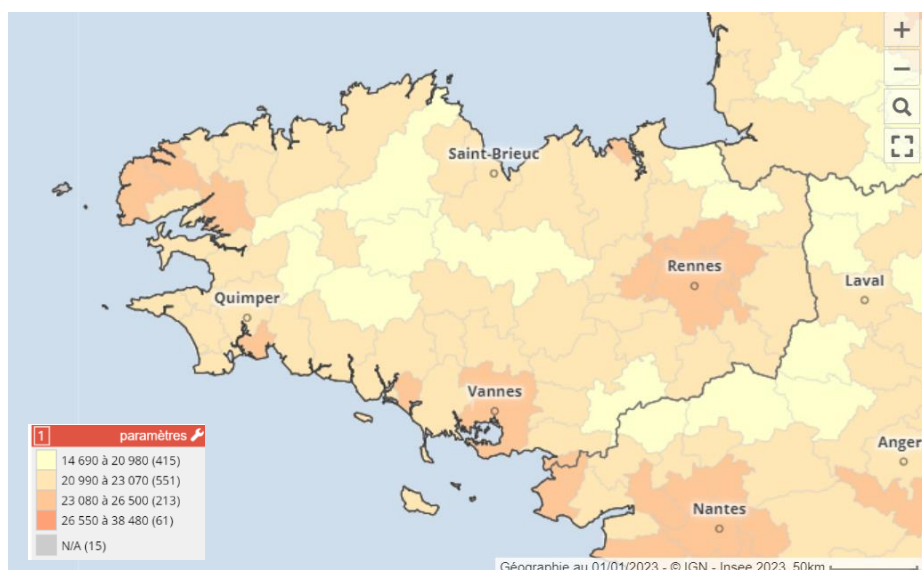 +
−
Saint-Brieuc
Rennes
Laval
Quimper
Vannes
Anger
Nantes
1 paramètres
14 690 à 20 980 (415)
20 990 à 23 070 (551)
23 080 à 26 500 (213)
26 550 à 38 480 (61)
N/A (15)
Géographie au 01/01/2023 - © IGN - Insee 2023 50km